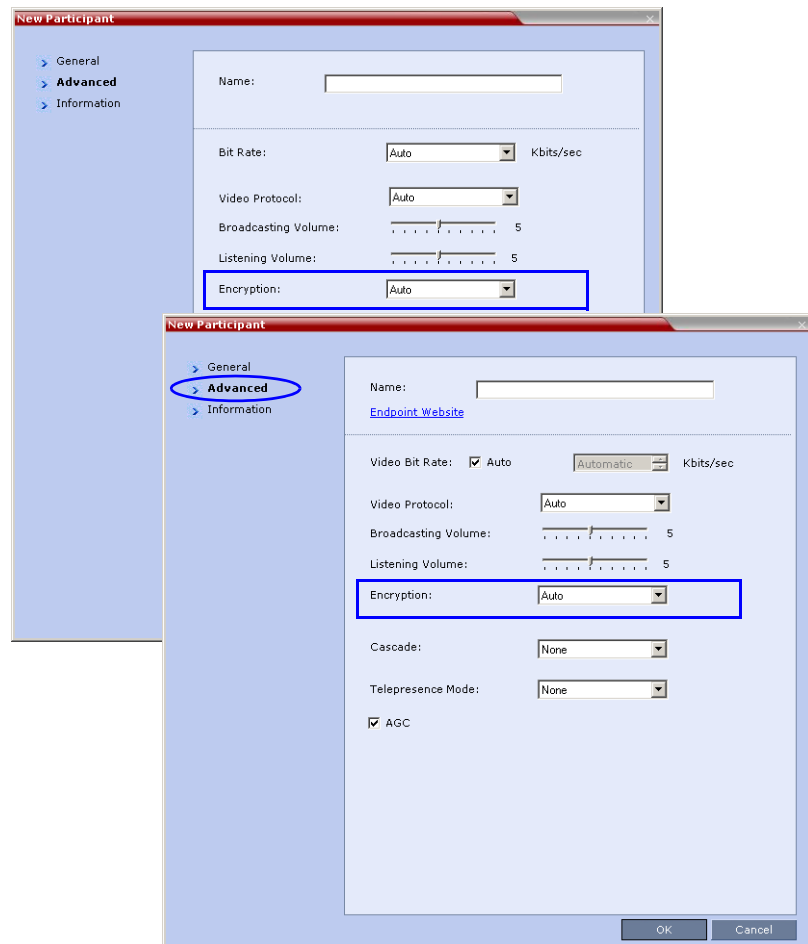 New Participant
General
Advanced
Information
Name:
Bit Rate: Auto Kbits/sec
Video Protocol: Auto
Broadcasting Volume: 5
Listening Volume: 5
Encryption: Auto
New Participant
General
Advanced
Information
Name:
Endpoint Website
Video Bit Rate: Auto Automatic Kbits/sec
Video Protocol: Auto
Broadcasting Volume: 5
Listening Volume: 5
Encryption: Auto
Cascade: None
Telepresence Mode: None
AGC
OK Cancel